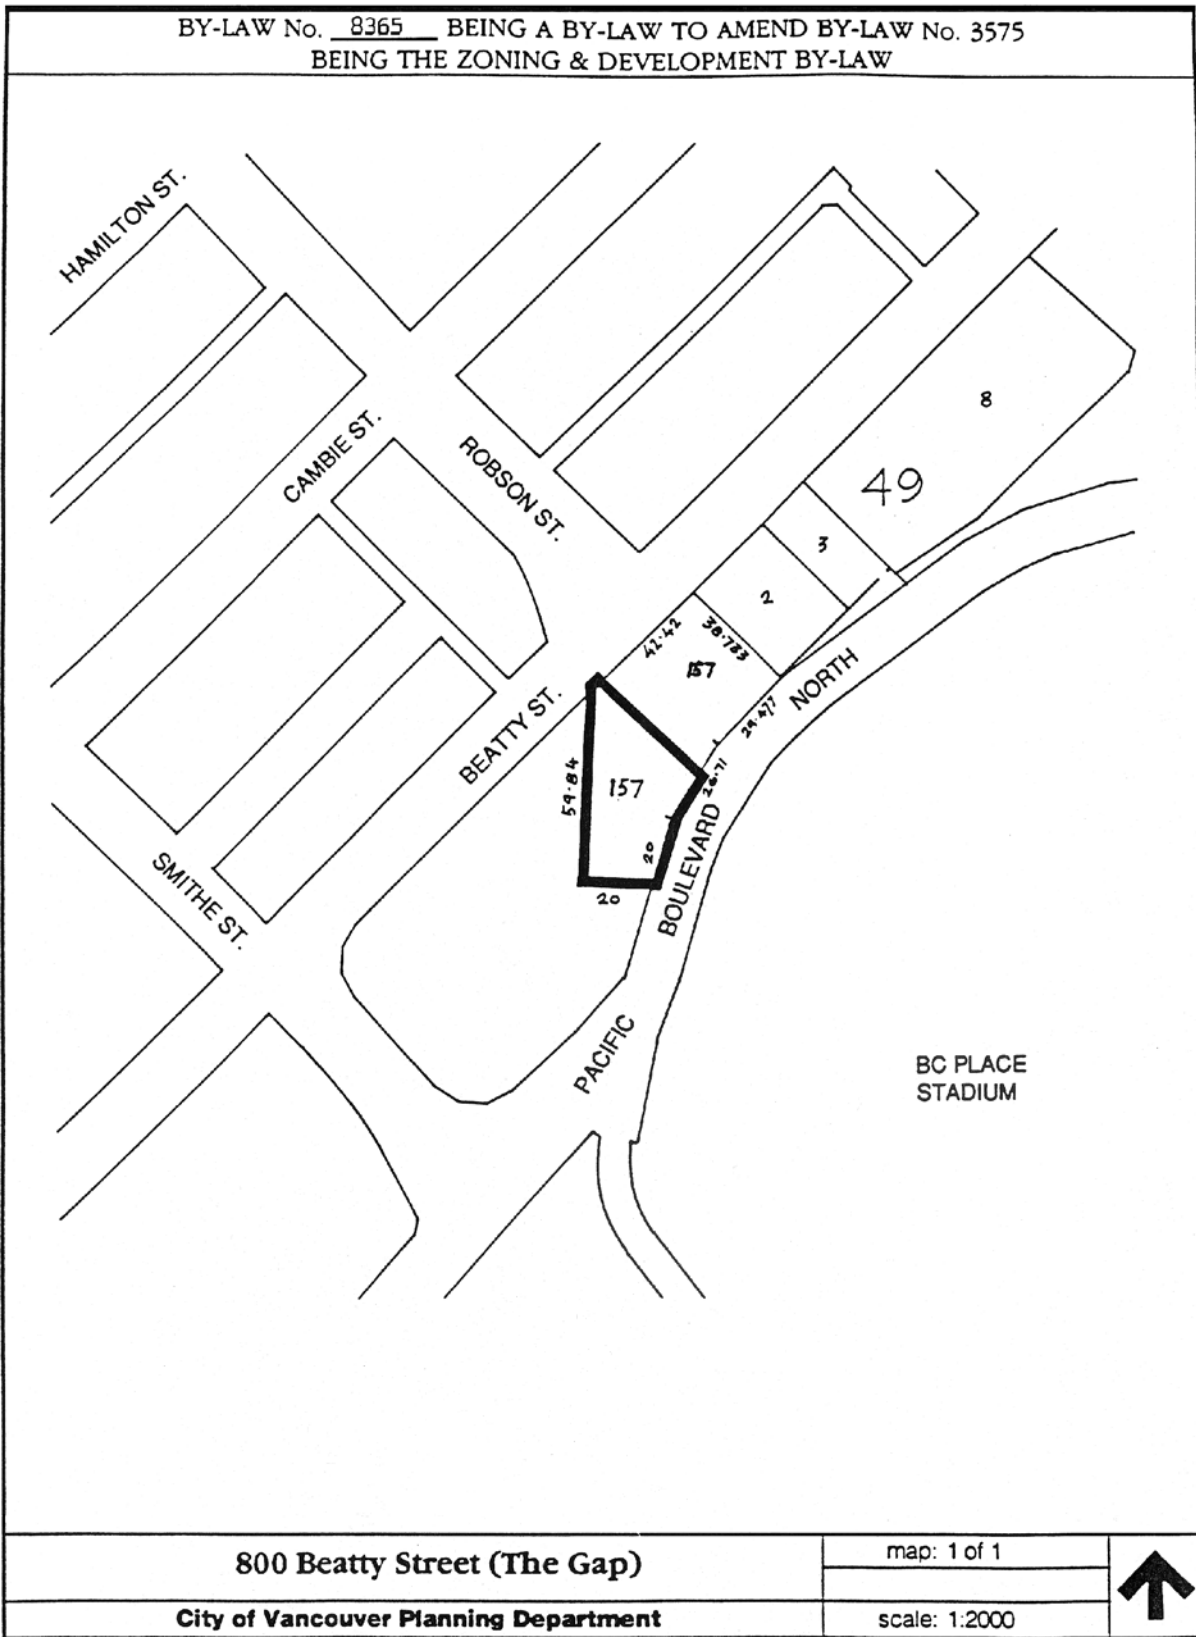 BY-LAW No. 8365 BEING A BY-LAW TO AMEND BY-LAW No. 3575
BEING THE ZONING & DEVELOPMENT BY-LAW
HAMILTON ST.
CAMBIE ST.
ROBSON ST.
8
49
3
2
42.42
38.783
157
29.477
NORTH
BEATTY ST.
59.84
157
26.71
20
20
BOULEVARD
SMITHE ST.
PACIFIC
BC PLACE
STADIUM
800 Beatty Street (The Gap)
map: 1 of 1
City of Vancouver Planning Department
scale: 1:2000